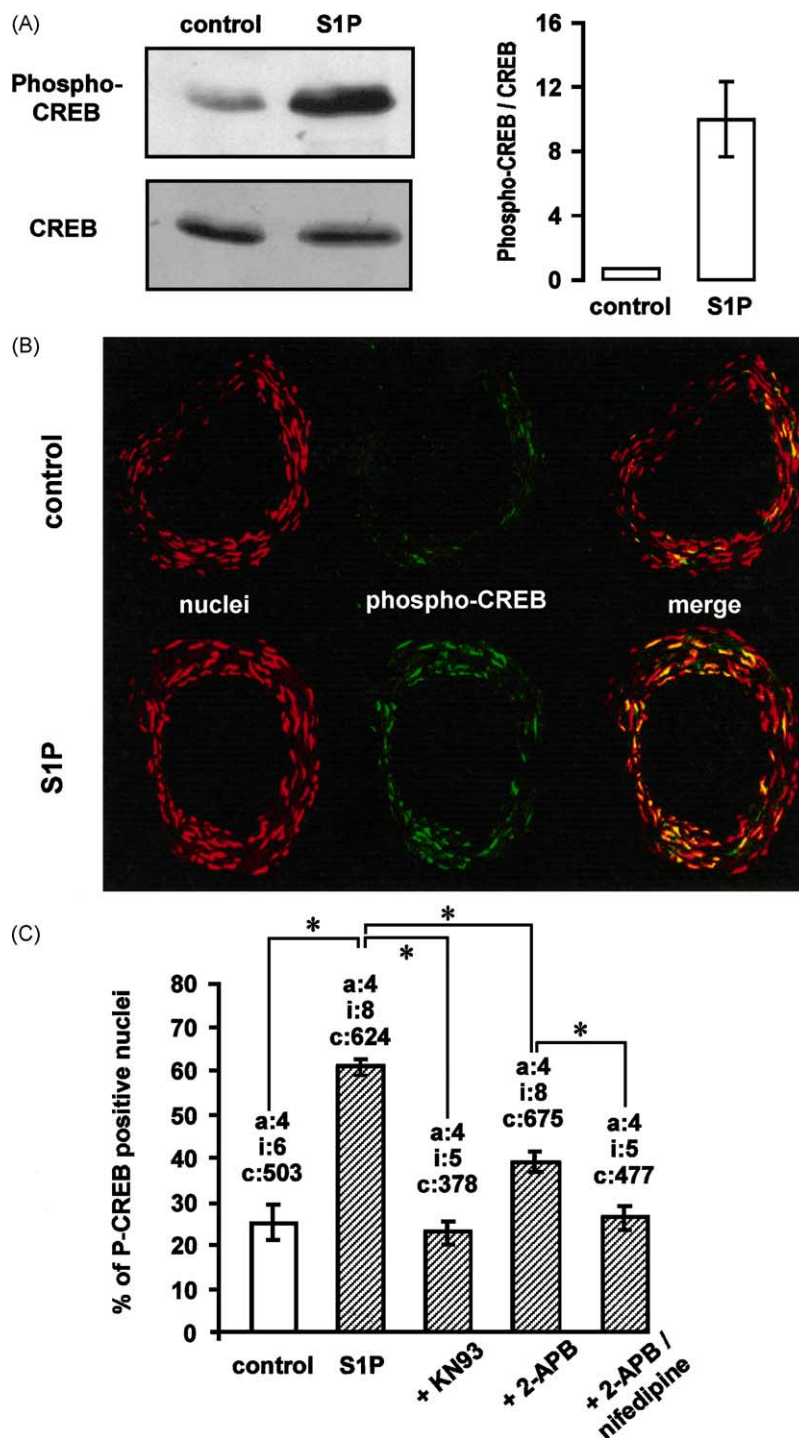 (A)
control S1P
Phospho-
CREB
CREB
Phospho-CREB / CREB
16
12
8
4
0
control S1P
(B)
control
nuclei phospho-CREB merge
S1P
(C)
% of P-CREB positive nuclei
80
70
60
50
40
30
20
10
0
* * * *
a:4
i:6
c:503
a:4
i:8
c:624
a:4
i:5
c:378
a:4
i:8
c:675
a:4
i:5
c:477
control
S1P
+ KN93
+ 2-APB
+ 2-APB /
nifedipine